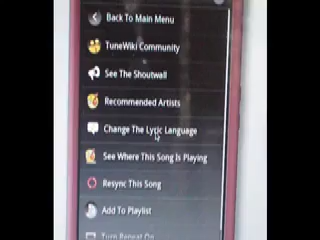 Back To Main Menu
TuneWiki Community
See The Shoutwall
Recommended Artists
Change The Lyric Language
See Where This Song Is Playing
Resync This Song
Add To Playlist
Turn Repeat On